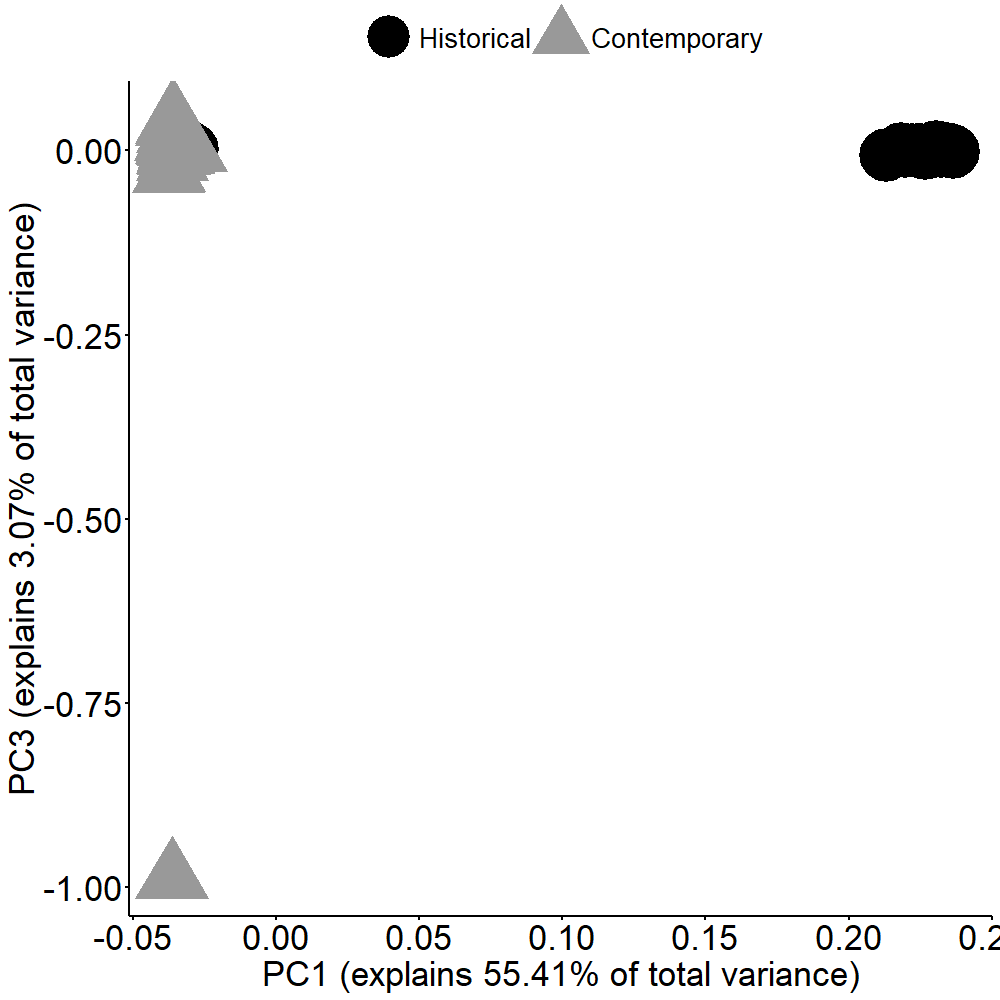 Historical Contemporary
0.00
-0.25
-0.50
-0.75
-1.00
PC3 (explains 3.07% of total variance)
-0.05 0.00 0.05 0.10 0.15 0.20 0.2
PC1 (explains 55.41% of total variance)